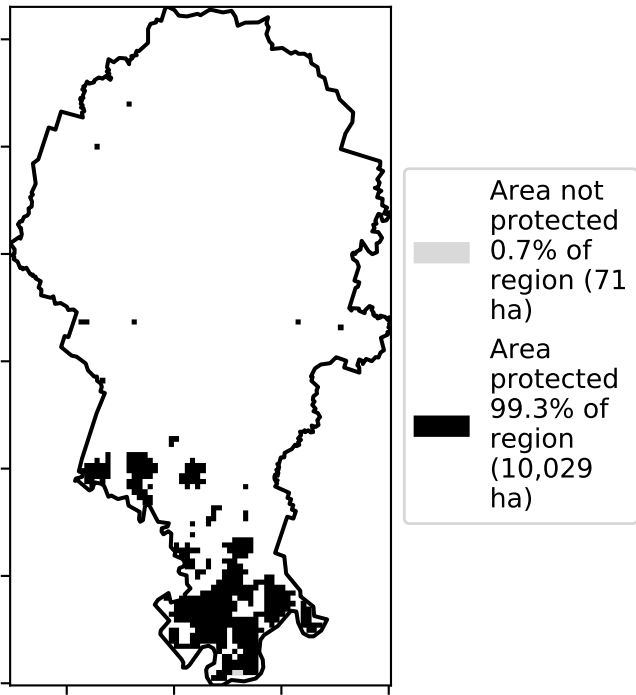 Area not
protected
0.7% of
region (71
ha)
Area
protected
99.3% of
region
(10,029
ha)